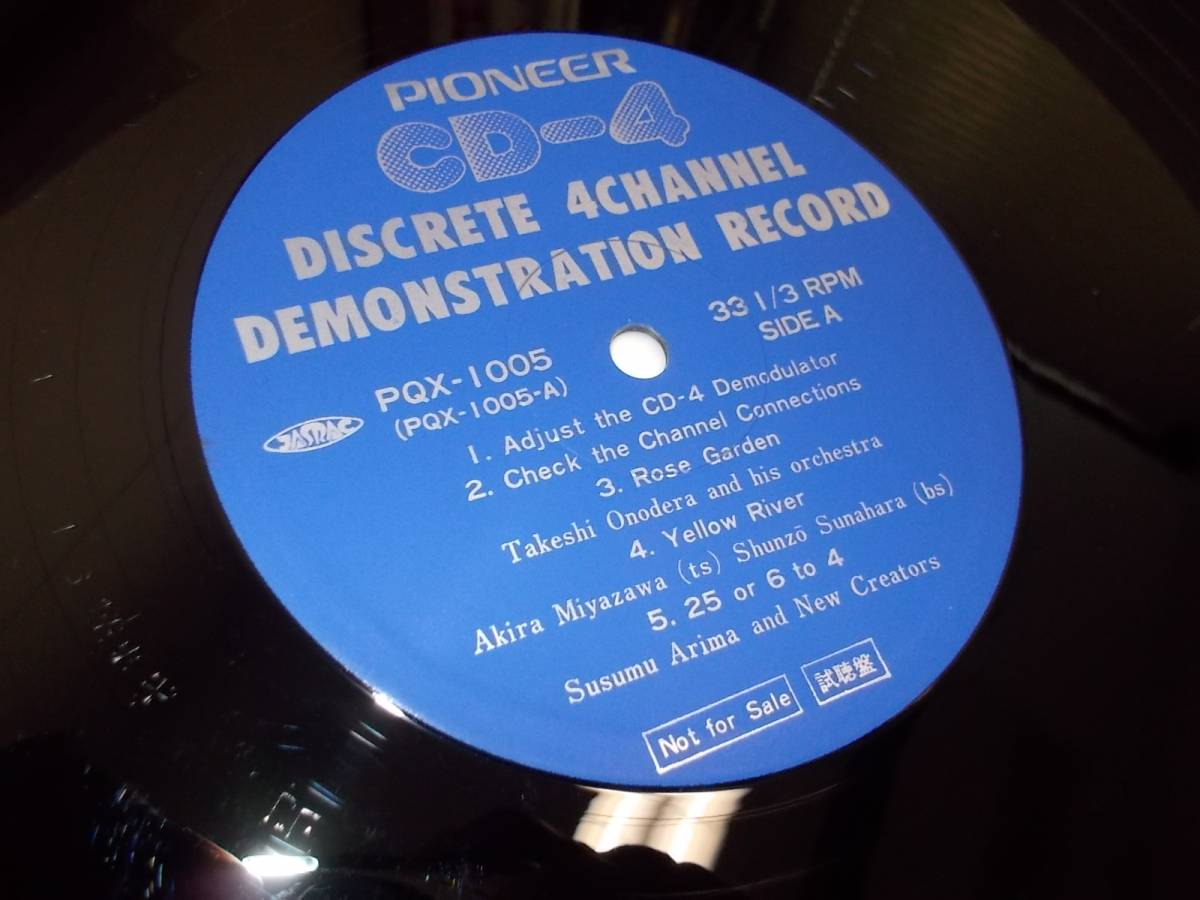 PIONEER
CD-4
DISCRETE 4CHANNEL
DEMONSTRATION RECORD
33 1/3 RPM
SIDE A
PQX-1005
(PQX-1005-A)
JASRAC
1. Adjust the CD-4 Demodulator
2. Check the Channel Connections
3. Rose Garden
Takeshi Onodera and his orchestra
4. Yellow River
Akira Miyazawa (ts) Shunzō Sunahara (bs)
5. 25 or 6 to 4
Susumu Arima and New Creators
Not for Sale
試聴盤